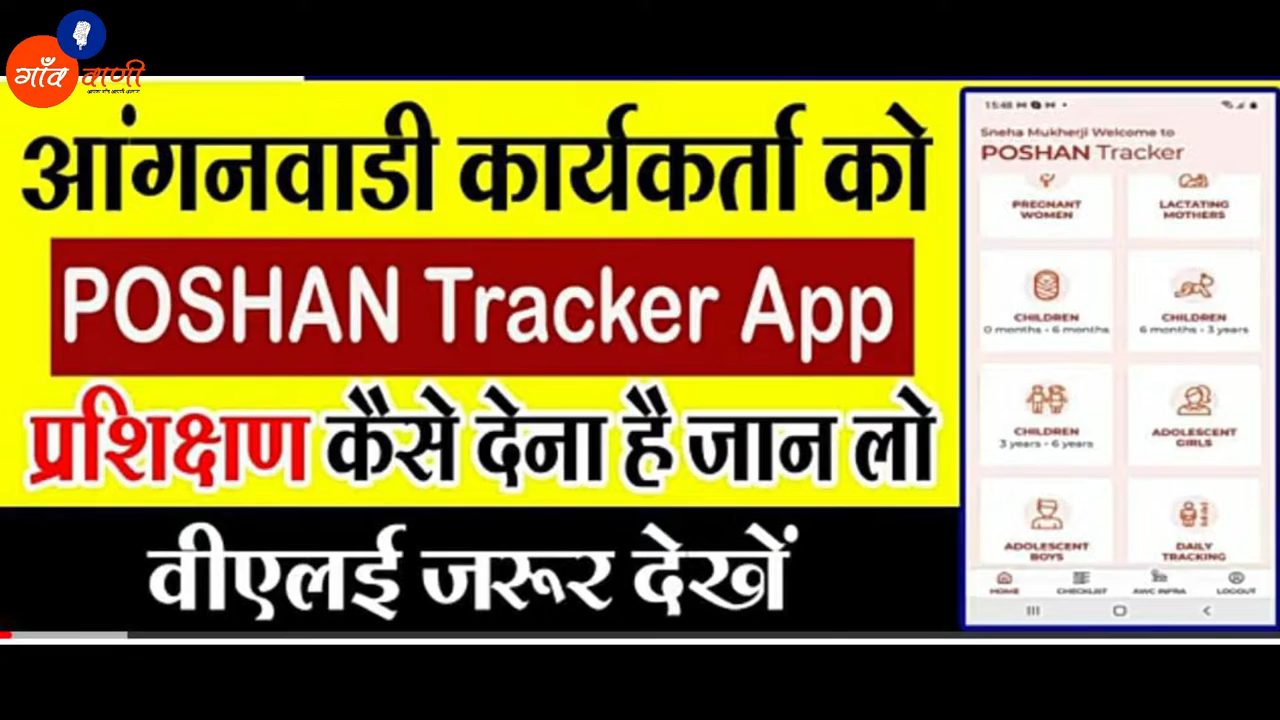 गाँव वाणी
आंगनवाडी कार्यकर्ता को
POSHAN Tracker App
प्रशिक्षण कैसे देना है जान लो
वीएलई जरूर देखें
15:48
Sneha Mukherji Welcome to
POSHAN Tracker
PREGNANT WOMEN
LACTATING MOTHERS
CHILDREN
0 months - 6 months
CHILDREN
6 months - 3 years
CHILDREN
3 years - 6 years
ADOLESCENT GIRLS
ADOLESCENT BOYS
DAILY TRACKING
HOME CHECKLIST AWC INFRA LOGOUT